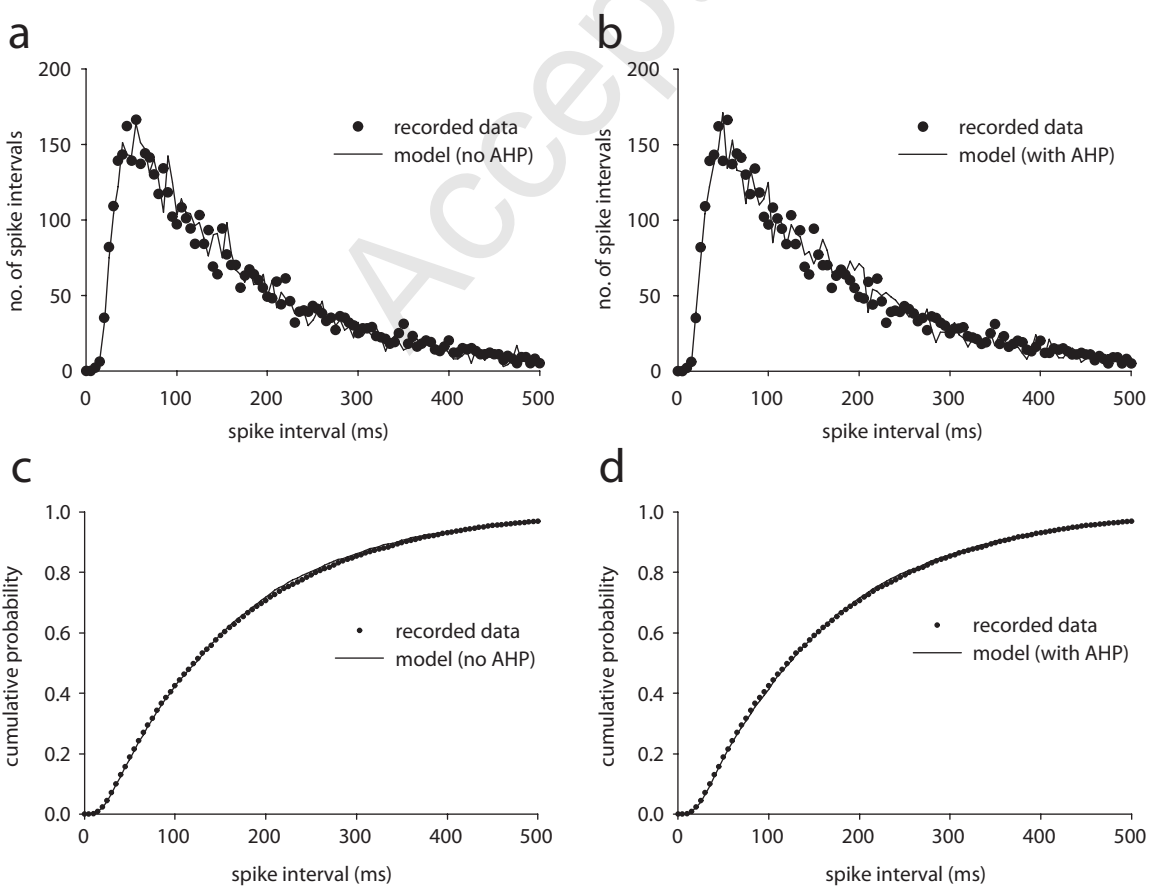 a
200
150
100
50
0
no. of spike intervals
recorded data
model (no AHP)
0 100 200 300 400 500
spike interval (ms)
b
200
150
100
50
0
no. of spike intervals
recorded data
model (with AHP)
0 100 200 300 400 500
spike interval (ms)
c
1.0
0.8
0.6
0.4
0.2
0.0
cumulative probability
recorded data
model (no AHP)
0 100 200 300 400 500
spike interval (ms)
d
1.0
0.8
0.6
0.4
0.2
0.0
cumulative probability
recorded data
model (with AHP)
0 100 200 300 400 500
spike interval (ms)
Accep